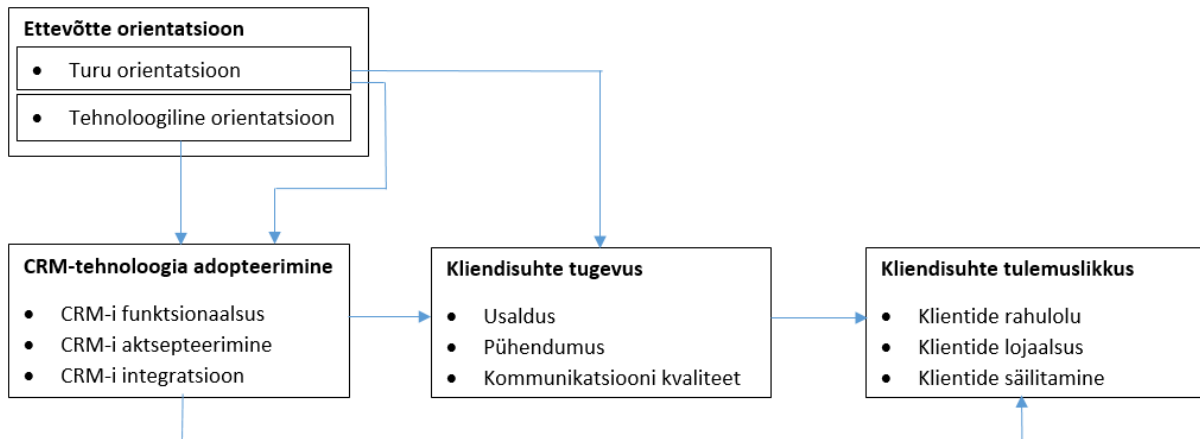 Ettevõtte orientatsioon
• Turu orientatsioon
• Tehnoloogiline orientatsioon
CRM-tehnoloogia adopteerimine
• CRM-i funktsionaalsus
• CRM-i aktsepteerimine
• CRM-i integratsioon
Kliendisuhte tugevus
• Usaldus
• Pühendumus
• Kommunikatsiooni kvaliteet
Kliendisuhte tulemuslikkus
• Klientide rahulolu
• Klientide lojaalsus
• Klientide säilitamine